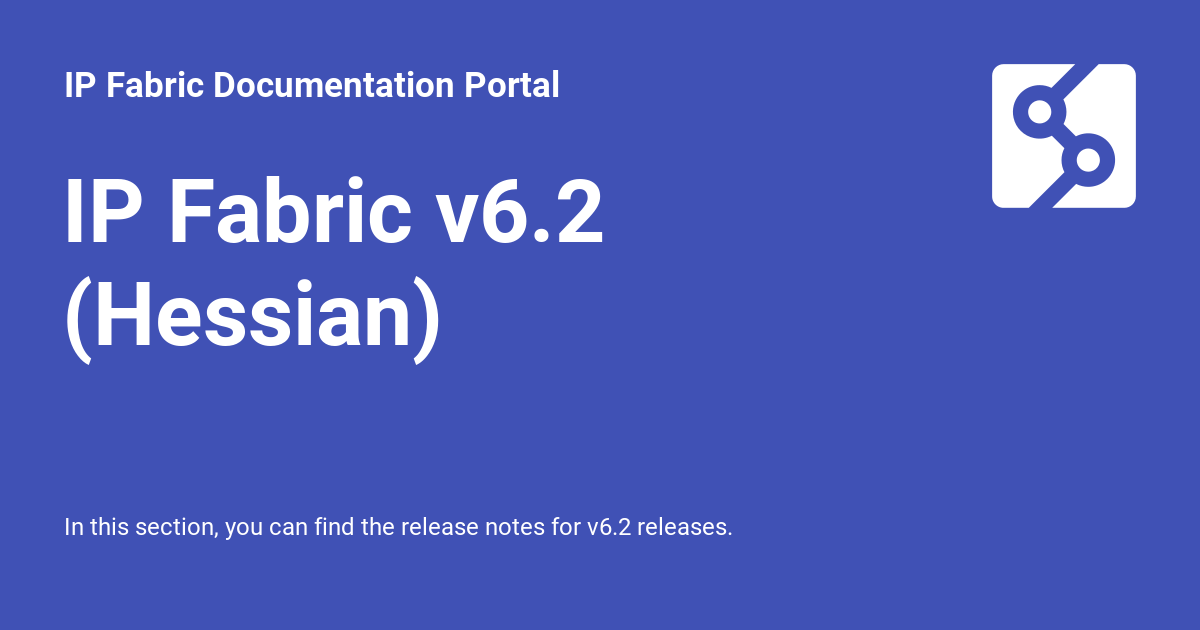 IP Fabric Documentation Portal
IP Fabric v6.2
(Hessian)
In this section, you can find the release notes for v6.2 releases.